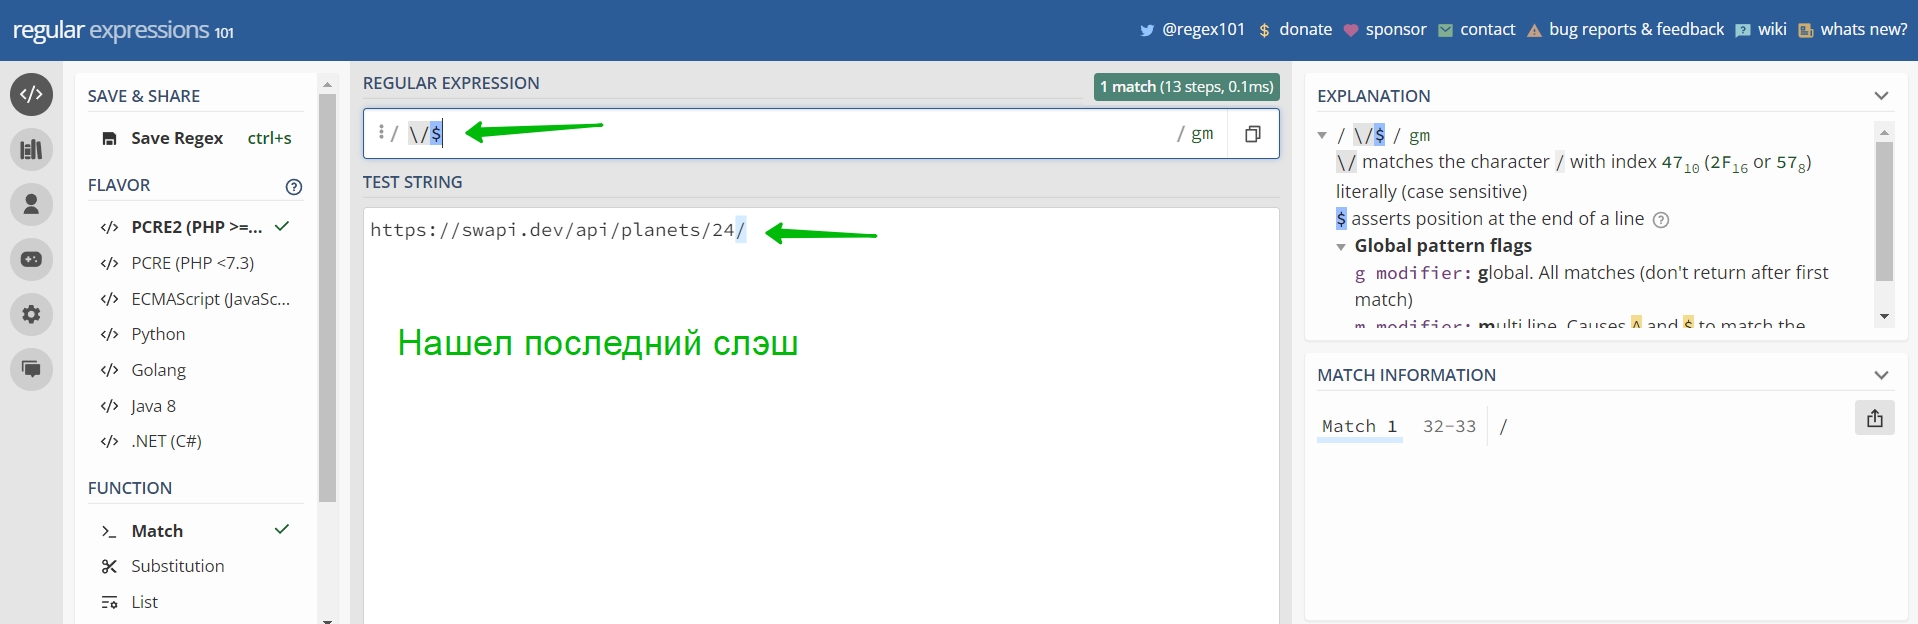 regular expressions 101
@regex101 $ donate sponsor contact bug reports & feedback wiki whats new?
SAVE & SHARE
Save Regex ctrl+s
FLAVOR
</> PCRE2 (PHP >=...
</> PCRE (PHP <7.3)
</> ECMAScript (JavaSc...
</> Python
</> Golang
</> Java 8
</> .NET (C#)
FUNCTION
Match
Substitution
List
REGULAR EXPRESSION
1 match (13 steps, 0.1ms)
/ \/$ / gm
TEST STRING
https://swapi.dev/api/planets/24/
Нашел последний слэш
EXPLANATION
/ \/$ / gm
\/ matches the character / with index 47₁₀ (2F₁₆ or 57₈)
literally (case sensitive)
$ asserts position at the end of a line
Global pattern flags
g modifier: global. All matches (don't return after first
match)
m modifier: multi line. Causes ^ and $ to match the
MATCH INFORMATION
Match 1 32-33 /